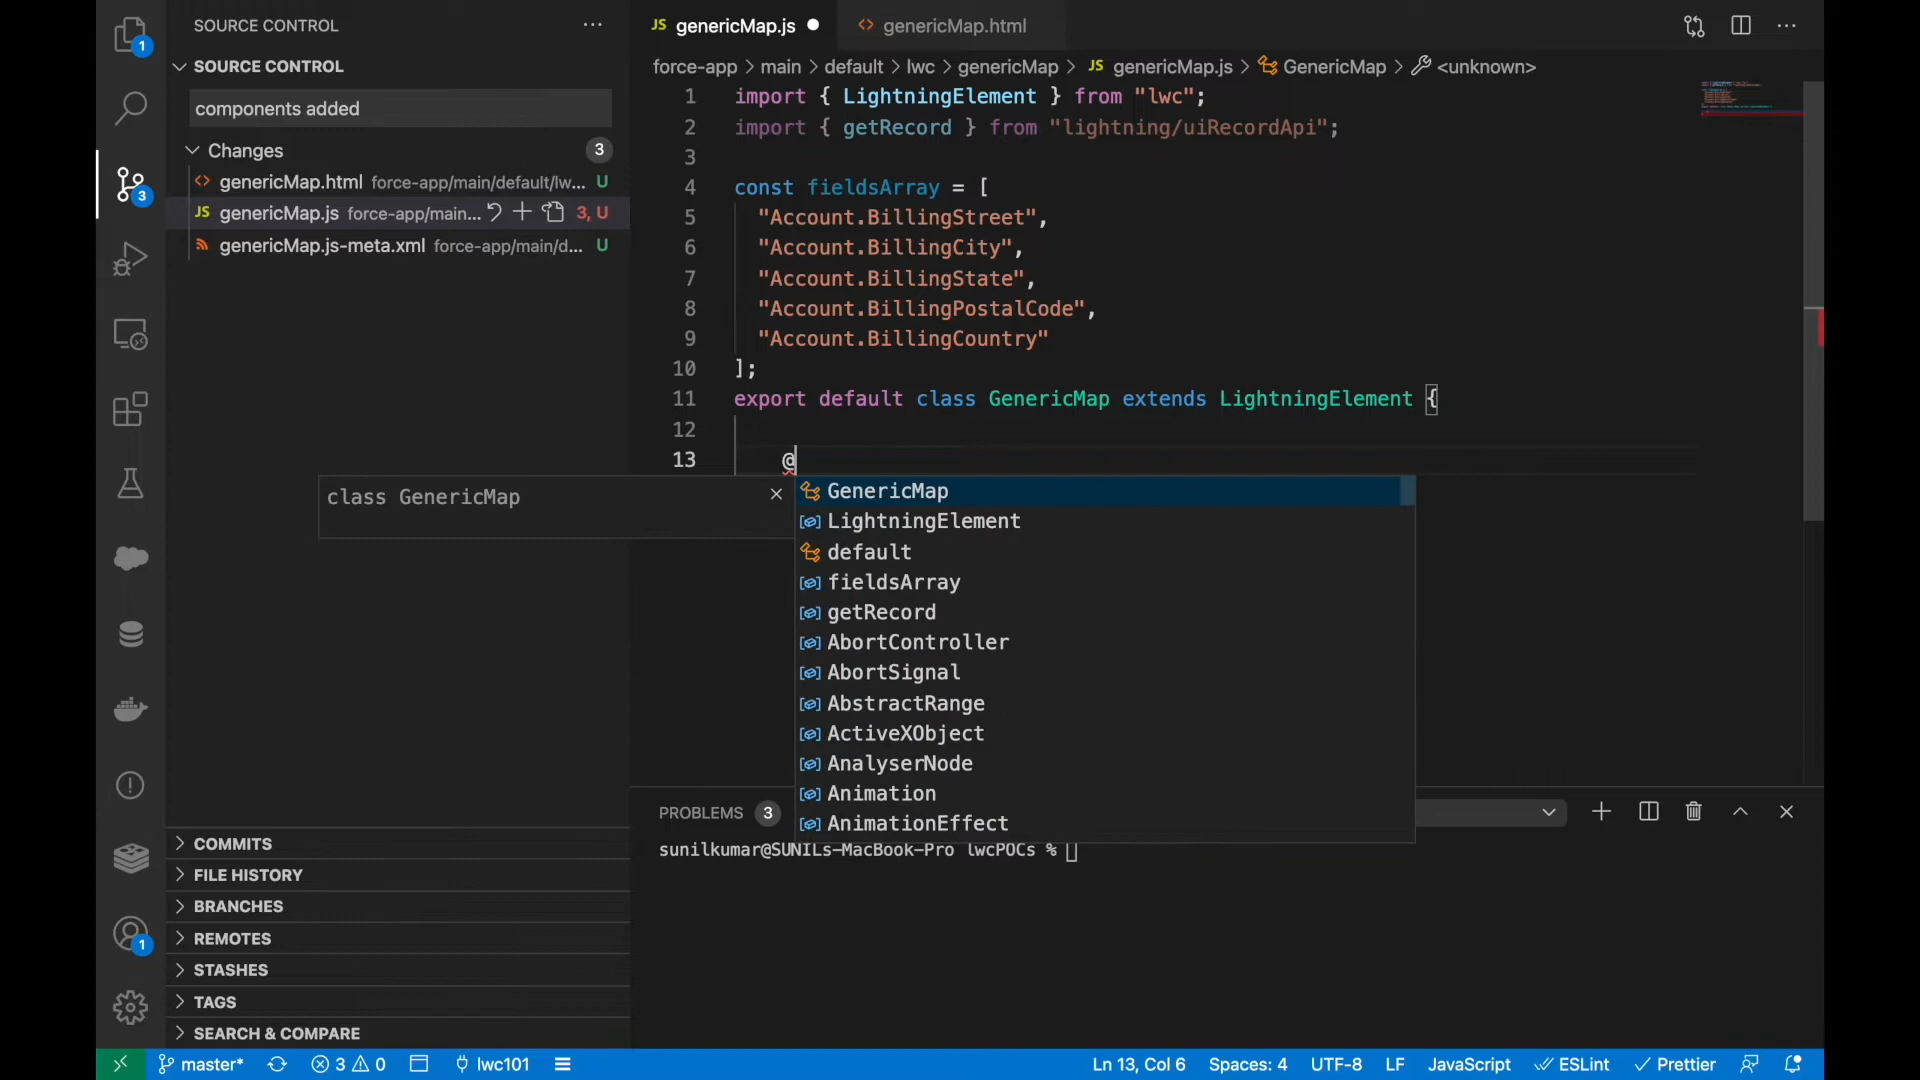 1
SOURCE CONTROL
SOURCE CONTROL
components added
Changes 3
genericMap.html force-app/main/default/lw... U
genericMap.js force-app/main... 3, U
genericMap.js-meta.xml force-app/main/d... U
3
COMMITS
FILE HISTORY
BRANCHES
REMOTES
STASHES
TAGS
SEARCH & COMPARE
1
JS genericMap.js
<> genericMap.html
force-app > main > default > lwc > genericMap > JS genericMap.js > GenericMap > <unknown>
1 import { LightningElement } from "lwc";
2 import { getRecord } from "lightning/uiRecordApi";
3
4 const fieldsArray = [
5 "Account.BillingStreet",
6 "Account.BillingCity",
7 "Account.BillingState",
8 "Account.BillingPostalCode",
9 "Account.BillingCountry"
10 ];
11 export default class GenericMap extends LightningElement {
12
13 @
class GenericMap
GenericMap
LightningElement
default
fieldsArray
getRecord
AbortController
AbortSignal
AbstractRange
ActiveXObject
AnalyserNode
Animation
AnimationEffect
PROBLEMS 3
sunilkumar@SUNILs-MacBook-Pro lwcPOCs %
master* 3 0 lwc101 Ln 13, Col 6 Spaces: 4 UTF-8 LF JavaScript ESLint Prettier